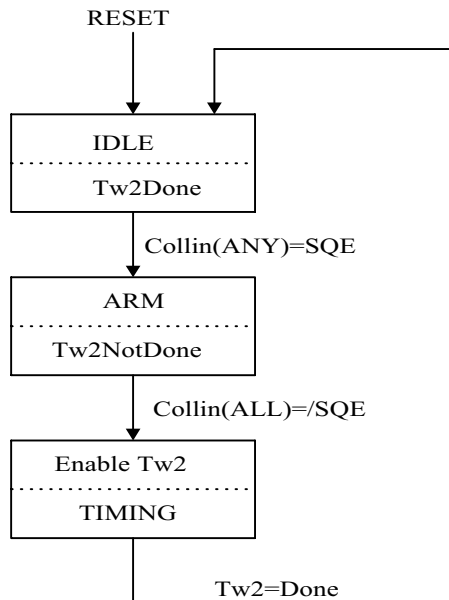 RESET
IDLE
Tw2Done
Collin(ANY)=SQE
ARM
Tw2NotDone
Collin(ALL)=/SQE
Enable Tw2
TIMING
Tw2=Done